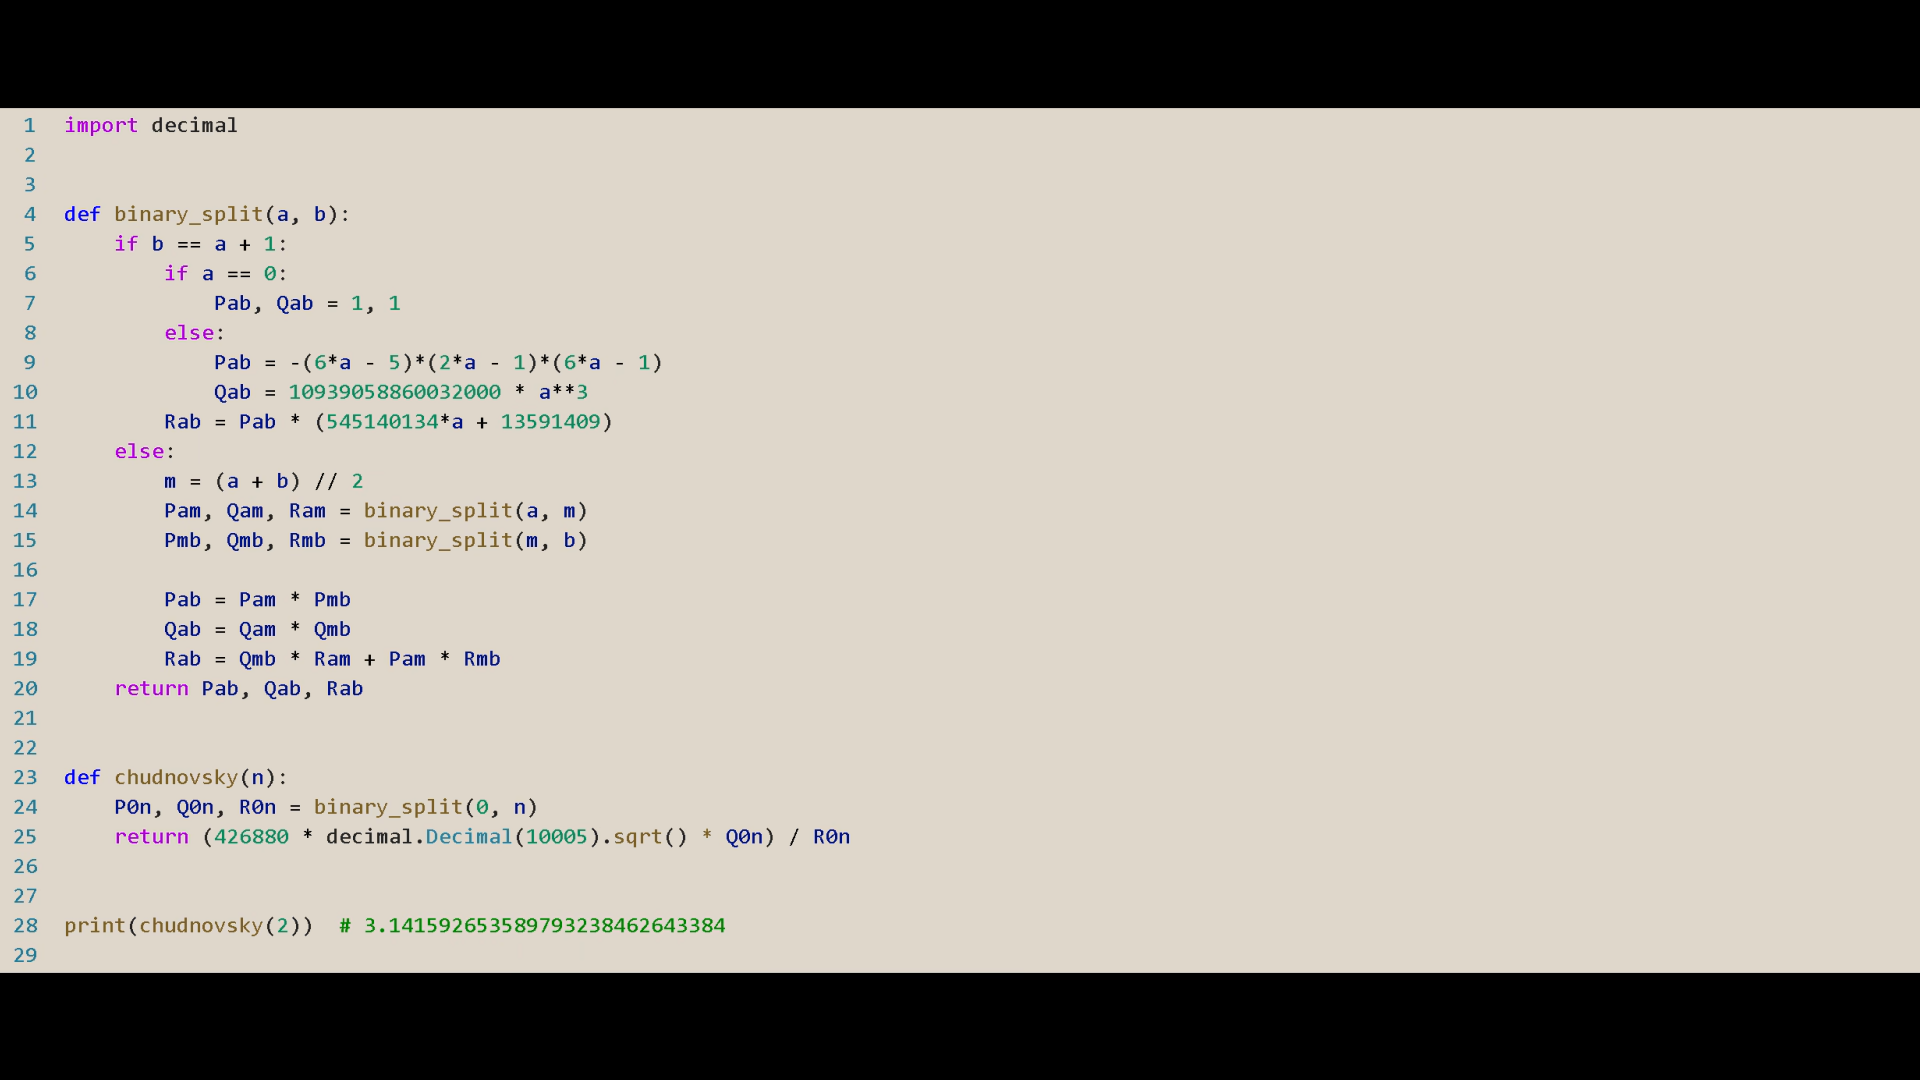 1 import decimal
2
3
4 def binary_split(a, b):
5     if b == a + 1:
6         if a == 0:
7             Pab, Qab = 1, 1
8         else:
9             Pab = -(6*a - 5)*(2*a - 1)*(6*a - 1)
10             Qab = 10939058860032000 * a**3
11         Rab = Pab * (545140134*a + 13591409)
12     else:
13         m = (a + b) // 2
14         Pam, Qam, Ram = binary_split(a, m)
15         Pmb, Qmb, Rmb = binary_split(m, b)
16
17         Pab = Pam * Pmb
18         Qab = Qam * Qmb
19         Rab = Qmb * Ram + Pam * Rmb
20     return Pab, Qab, Rab
21
22
23 def chudnovsky(n):
24     P0n, Q0n, R0n = binary_split(0, n)
25     return (426880 * decimal.Decimal(10005).sqrt() * Q0n) / R0n
26
27
28 print(chudnovsky(2))  # 3.141592653589793238462643384
29